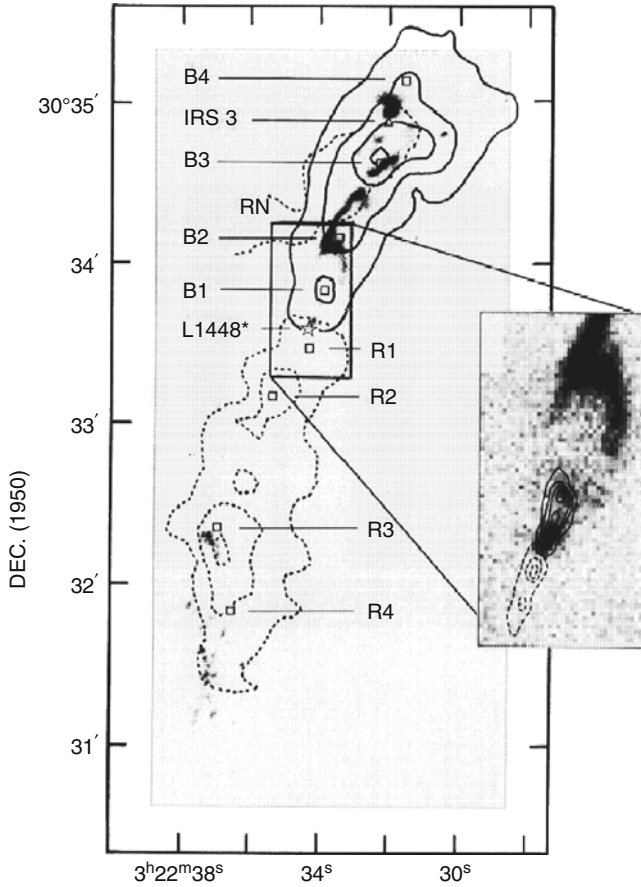 B4
30°35′
IRS 3
B3
RN
B2
34′
B1
L1448*
R1
R2
33′
DEC. (1950)
R3
32′
R4
31′
3ʰ22ᵐ38ˢ
34ˢ
30ˢ